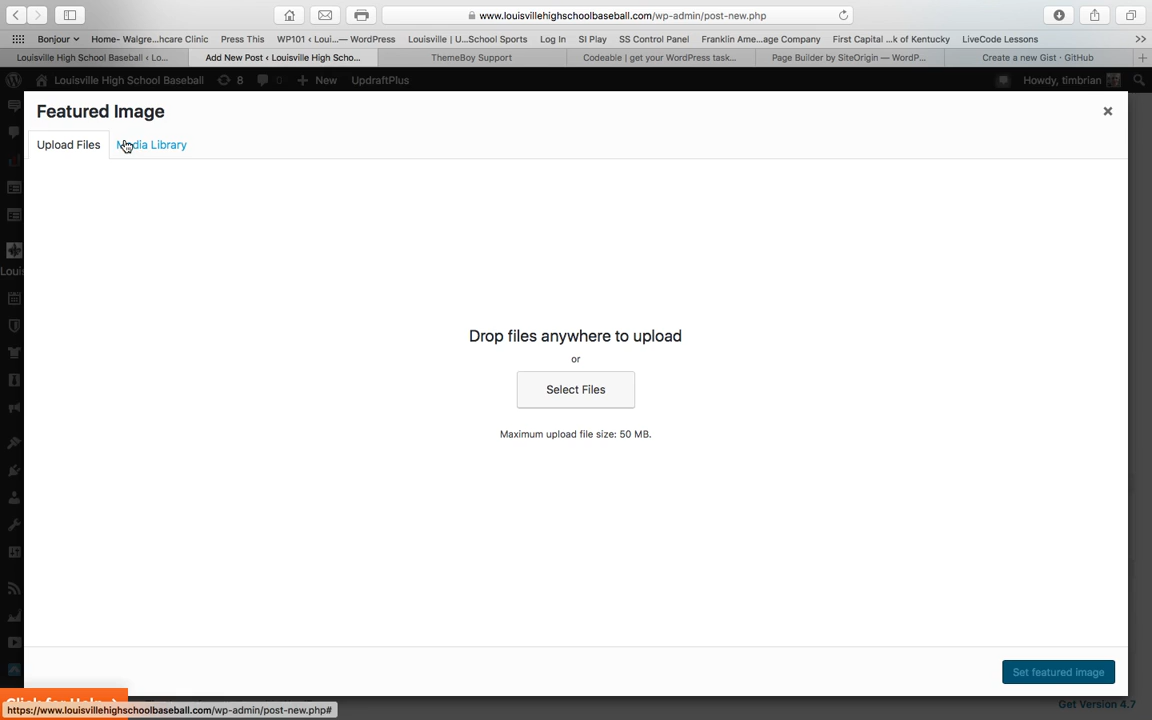 www.louisvillehighschoolbaseball.com/wp-admin/post-new.php
Bonjour Home- Walgre...hcare Clinic Press This WP101 ‹ Loui...— WordPress Louisville | U...School Sports Log In SI Play SS Control Panel Franklin Ame...age Company First Capital ...k of Kentucky LiveCode Lessons >>
Louisville High School Baseball ‹ Lo... Add New Post ‹ Louisville High Scho... ThemeBoy Support Codeable | get your WordPress task... Page Builder by SiteOrigin — WordP... Create a new Gist · GitHub +
Louisville High School Baseball 8 0 + New UpdraftPlus Howdy, timbrian
Featured Image ×
Upload Files Media Library
Loui
Drop files anywhere to upload
or
Select Files
Maximum upload file size: 50 MB.
Set featured image
Get Version 4.7
https://www.louisvillehighschoolbaseball.com/wp-admin/post-new.php#